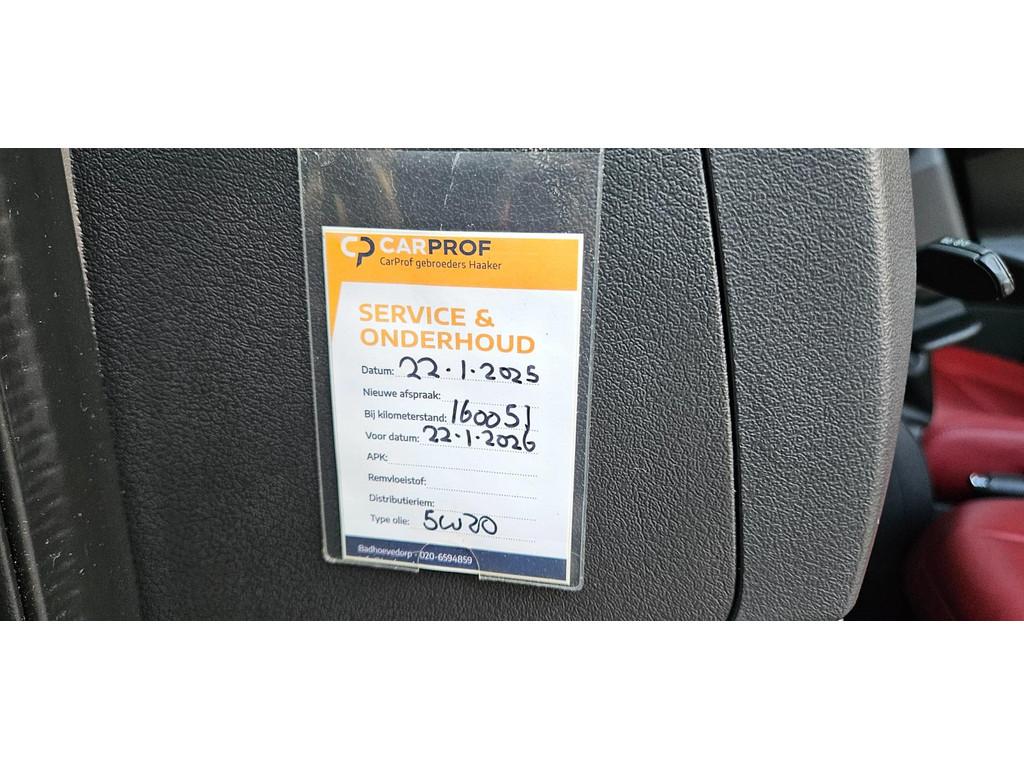 CP CARPROF
CarProf gebroeders Haaker
SERVICE &
ONDERHOUD
Datum: 22·1·2025
Nieuwe afspraak:
Bij kilometerstand: 160051
Voor datum: 22·1·2026
APK:
Remvloeistof:
Distributieriem:
Type olie: 5W20
Badhoevedorp - 020-6594859